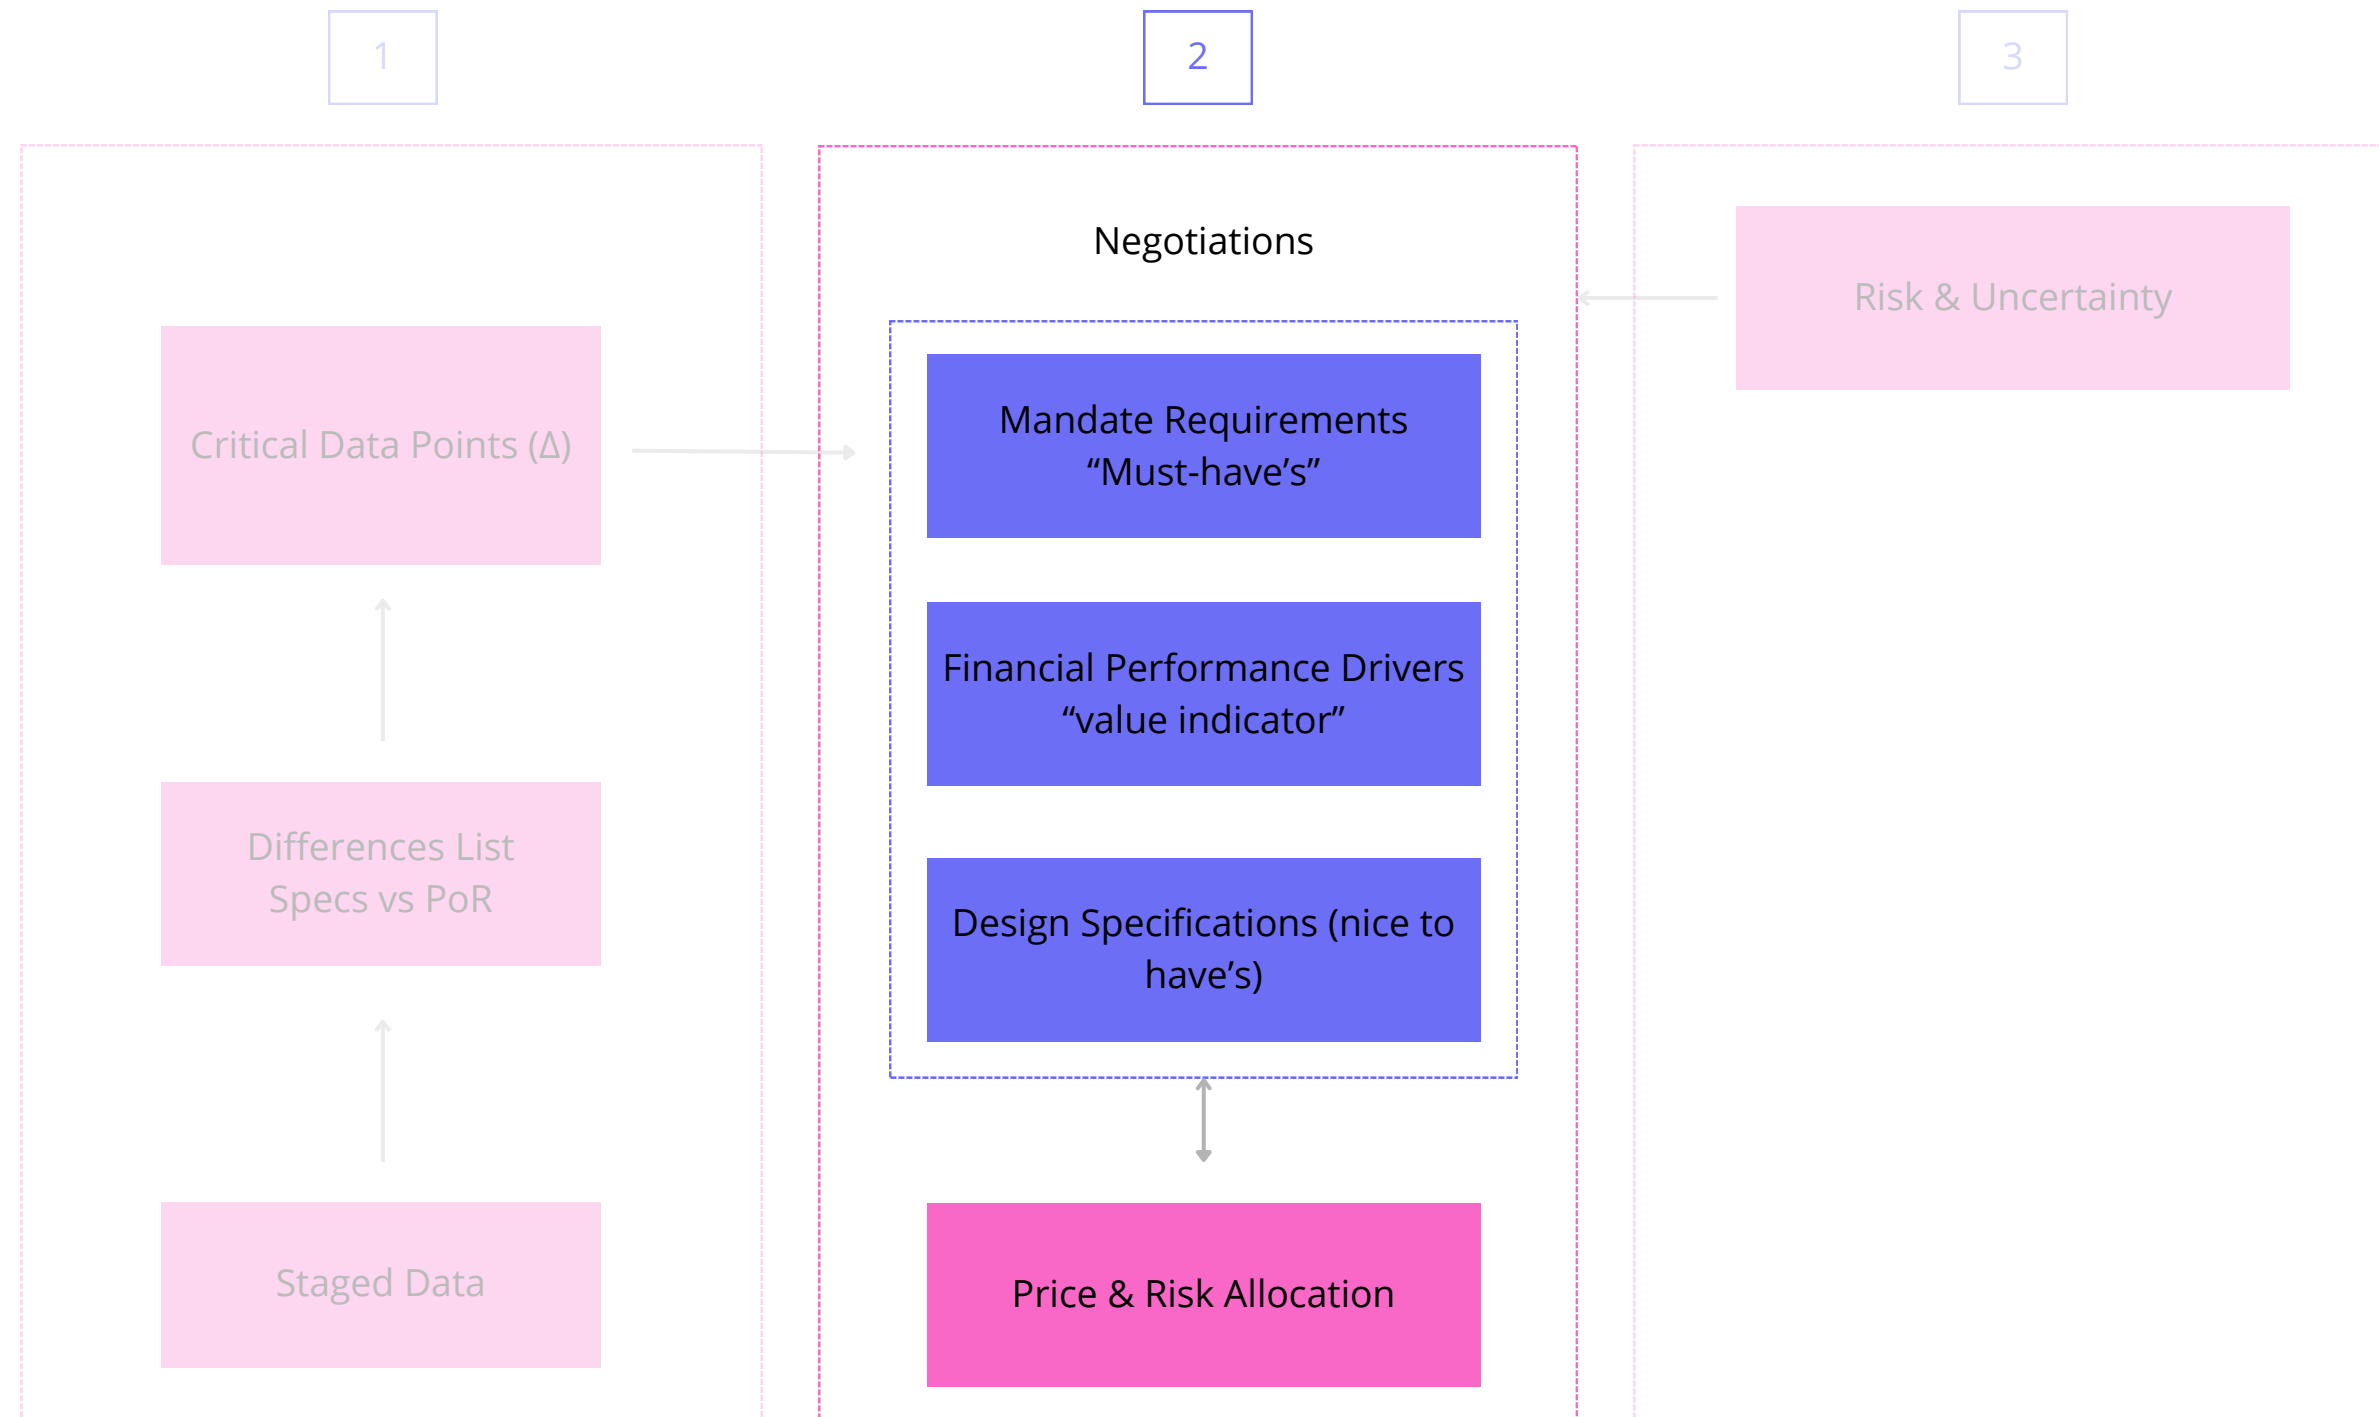 1
2
3
Negotiations
Risk & Uncertainty
Mandate Requirements
“Must-have’s”
Critical Data Points (Δ)
Financial Performance Drivers
“value indicator”
Differences List
Specs vs PoR
Design Specifications (nice to
have’s)
Staged Data
Price & Risk Allocation